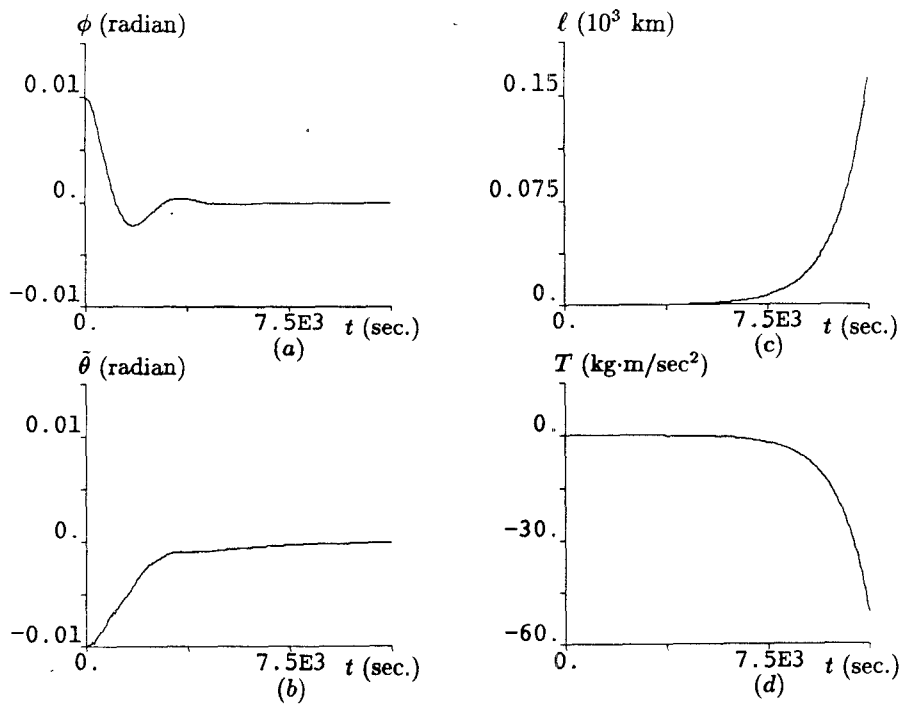 ϕ (radian)
0.01
0.
-0.01
0.
7.5E3
t (sec.)
(a)
θ̃ (radian)
0.01
0.
-0.01
0.
7.5E3
t (sec.)
(b)
ℓ (10³ km)
0.15
0.075
0.
0.
7.5E3
t (sec.)
(c)
T (kg·m/sec²)
0.
-30.
-60.
0.
7.5E3
t (sec.)
(d)